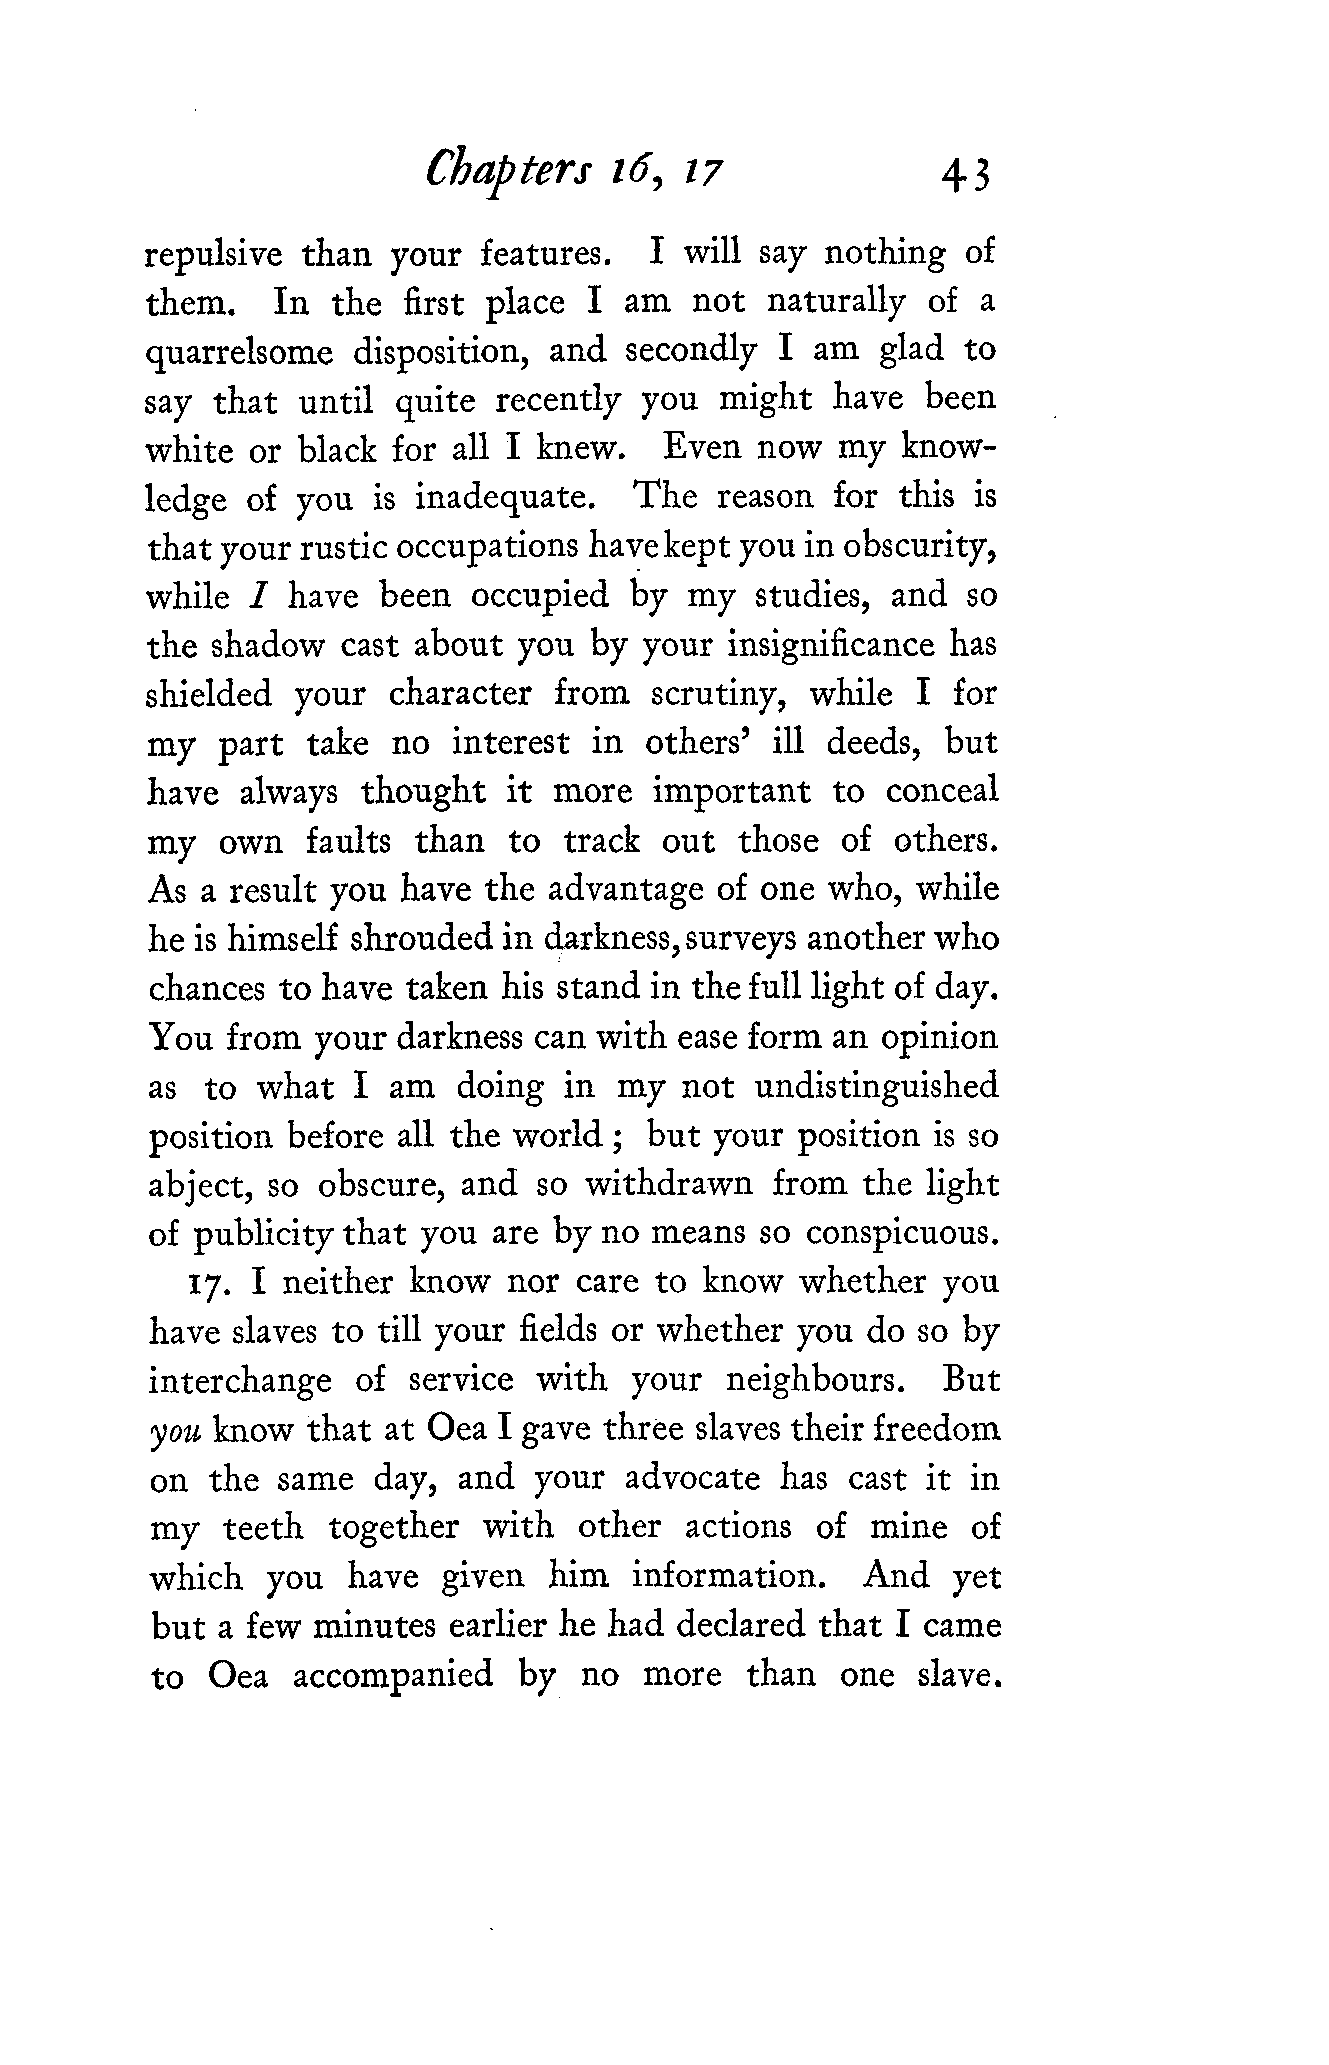 Chapters 16, 17 43
repulsive than your features. I will say nothing of
them. In the first place I am not naturally of a
quarrelsome disposition, and secondly I am glad to
say that until quite recently you might have been
white or black for all I knew. Even now my know-
ledge of you is inadequate. The reason for this is
that your rustic occupations have kept you in obscurity,
while I have been occupied by my studies, and so
the shadow cast about you by your insignificance has
shielded your character from scrutiny, while I for
my part take no interest in others' ill deeds, but
have always thought it more important to conceal
my own faults than to track out those of others.
As a result you have the advantage of one who, while
he is himself shrouded in darkness, surveys another who
chances to have taken his stand in the full light of day.
You from your darkness can with ease form an opinion
as to what I am doing in my not undistinguished
position before all the world ; but your position is so
abject, so obscure, and so withdrawn from the light
of publicity that you are by no means so conspicuous.
17. I neither know nor care to know whether you
have slaves to till your fields or whether you do so by
interchange of service with your neighbours. But
you know that at Oea I gave three slaves their freedom
on the same day, and your advocate has cast it in
my teeth together with other actions of mine of
which you have given him information. And yet
but a few minutes earlier he had declared that I came
to Oea accompanied by no more than one slave.